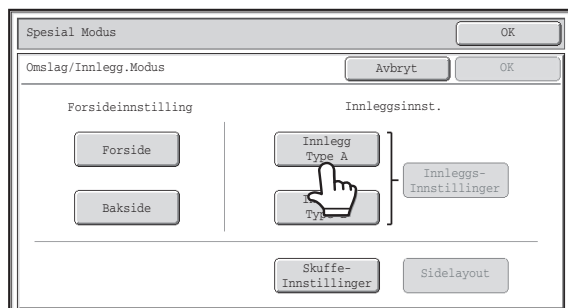 Spesial Modus
OK
Omslag/Innlegg.Modus
Avbryt
OK
Forsideinnstilling
Innleggsinnst.
Forside
Innlegg
Type A
Innleggs-
Innstillinger
Bakside
Type
Skuffe-
Innstillinger
Sidelayout